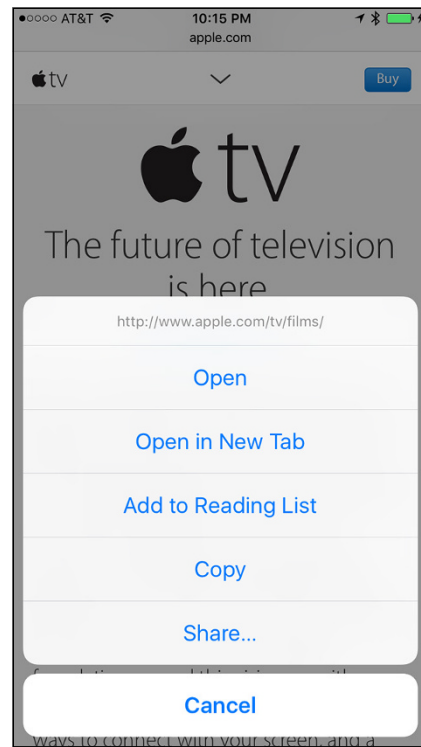 AT&T 10:15 PM
apple.com
tv Buy
tv
The future of television
is here
http://www.apple.com/tv/films/
Open
Open in New Tab
Add to Reading List
Copy
Share...
Cancel
ways to connect with your screen, and a